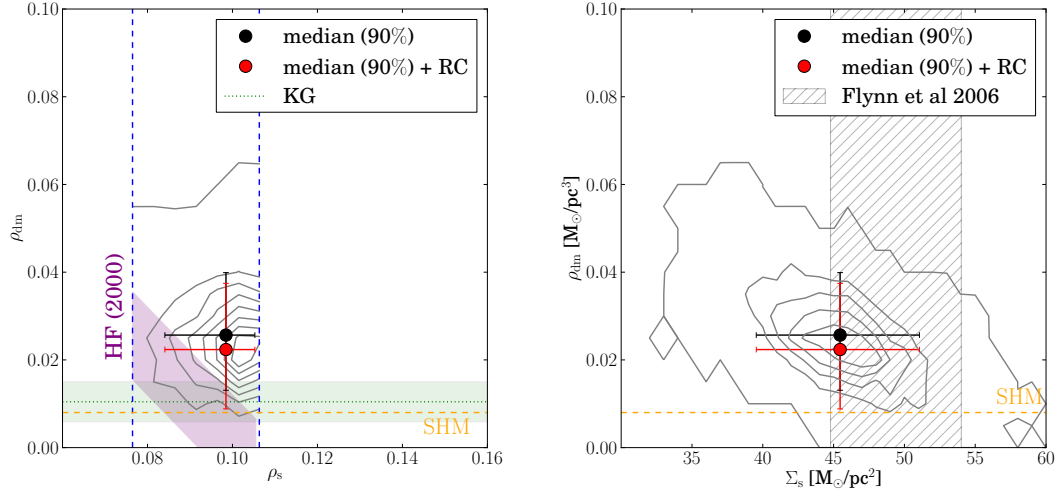 0.10
0.08
0.06
0.04
0.02
0.00
ρdm
0.08
0.10
0.12
0.14
0.16
ρs
median (90%)
median (90%) + RC
KG
HF (2000)
SHM
0.10
0.08
0.06
0.04
0.02
0.00
ρdm [M⊙/pc³]
35
40
45
50
55
60
Σs [M⊙/pc²]
median (90%)
median (90%) + RC
Flynn et al 2006
SHM